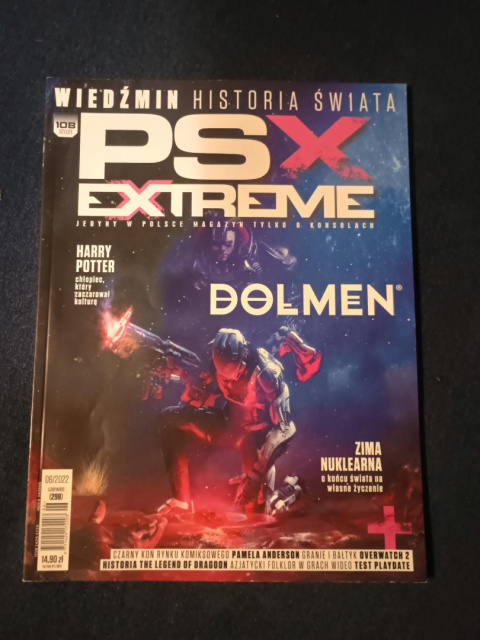 WIEDŹMIN HISTORIA ŚWIATA
108
STRON
PSX
EXTREME
JEDYNY W POLSCE MAGAZYN TYLKO O KONSOLACH
HARRY
POTTER
chłopiec,
który
zaczarował
kulturę
DOLMEN®
ZIMA
NUKLEARNA
o końcu świata na
własne życzenie
06/2022
czerwiec
(298)
14,90 zł
CZARNY KOŃ RYNKU KOMIKSOWEGO PAMELA ANDERSON GRANIE I BAŁTYK OVERWATCH 2
HISTORIA THE LEGEND OF DRAGOON AZJATYCKI FOLKLOR W GRACH WIDEO TEST PLAYDATE